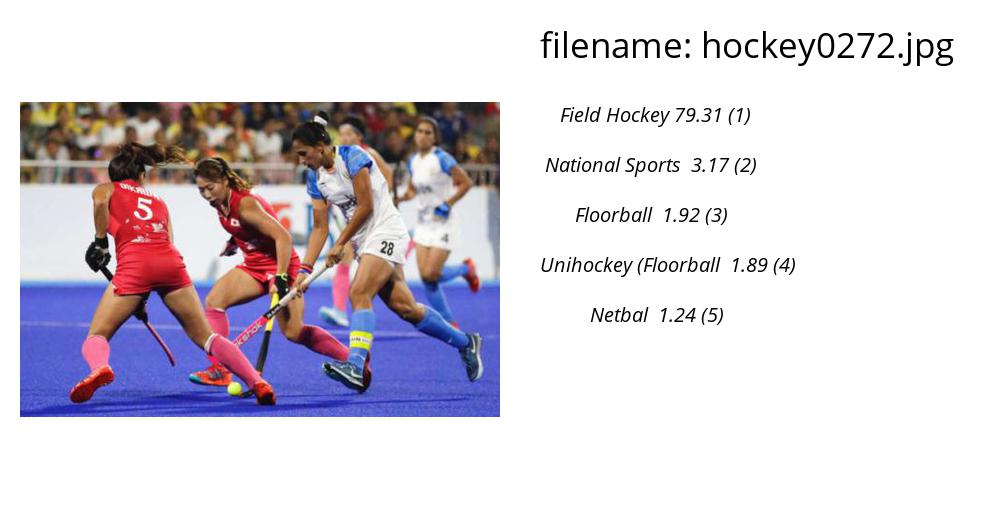 filename: hockey0272.jpg
Field Hockey 79.31 (1)
National Sports 3.17 (2)
Floorball 1.92 (3)
Unihockey (Floorball 1.89 (4)
Netbal 1.24 (5)
5
28